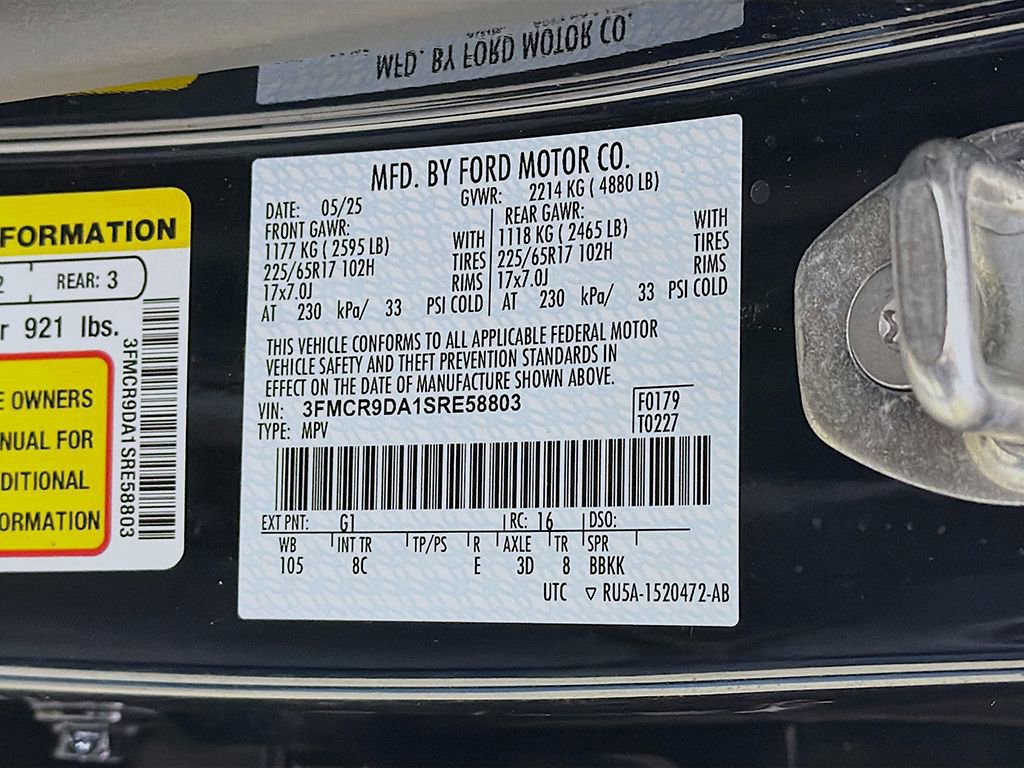 MFD. BY FORD MOTOR CO.
FORMATION
2 REAR: 3
r 921 lbs.
E OWNERS
NUAL FOR
DITIONAL
ORMATION
3FMCR9DA1SRE58803
MFD. BY FORD MOTOR CO.
DATE: 05/25 GVWR: 2214 KG ( 4880 LB)
FRONT GAWR: REAR GAWR:
1177 KG (2595 LB) WITH 1118 KG ( 2465 LB) WITH
225/65R17 102H TIRES 225/65R17 102H TIRES
17x7.0J RIMS 17x7.0J RIMS
AT 230 kPa/ 33 PSI COLD AT 230 kPa/ 33 PSI COLD
THIS VEHICLE CONFORMS TO ALL APPLICABLE FEDERAL MOTOR
VEHICLE SAFETY AND THEFT PREVENTION STANDARDS IN
EFFECT ON THE DATE OF MANUFACTURE SHOWN ABOVE.
VIN: 3FMCR9DA1SRE58803 F0179
TYPE: MPV T0227
EXT PNT: G1 RC: 16 DSO:
WB INT TR TP/PS R AXLE TR SPR
105 8C E 3D 8 BBKK
UTC ▽ RU5A-1520472-AB